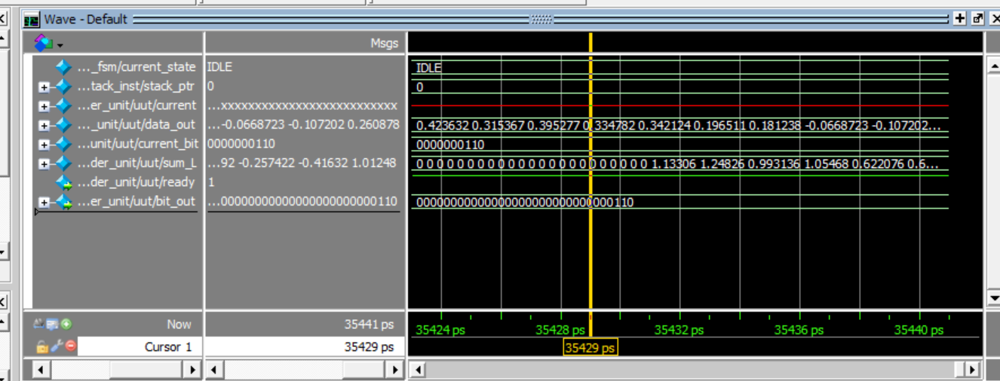 Wave - Default
Msgs
..._fsm/current_state IDLE IDLE
...tack_inst/stack_ptr 0 0
...er_unit/uut/current ...xxxxxxxxxxxxxxxxxxxxxxxxxx
..._unit/uut/data_out ...-0.0668723 -0.107202 0.260878 0.423632 0.315367 0.395277 0.334782 0.342124 0.196511 0.181238 -0.0668723 -0.107202...
...unit/uut/current_bit 0000000110 0000000110
...der_unit/uut/sum_L ...92 -0.257422 -0.41632 1.01248 0 0 0 0 0 0 0 0 0 0 0 0 0 0 0 0 0 0 0 0 0 0 0 1.13306 1.24826 0.993136 1.05468 0.622076 0.6...
...der_unit/uut/ready 1
...er_unit/uut/bit_out
Now 35441 ps 35424 ps 35428 ps 35432 ps 35436 ps 35440 ps
Cursor 1 35429 ps 35429 ps